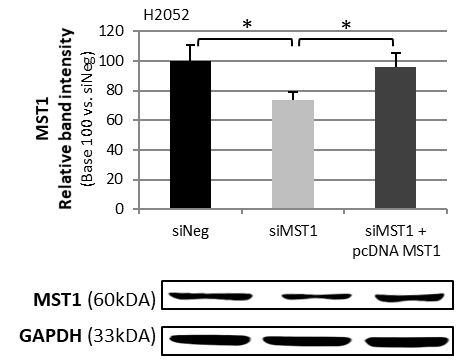 H2052
* *
120
100
80
60
40
20
0
MST1
Relative band intensity
(Base 100 vs. siNeg)
siNeg siMST1 siMST1 +
pcDNA MST1
MST1 (60kDA)
GAPDH (33kDA)